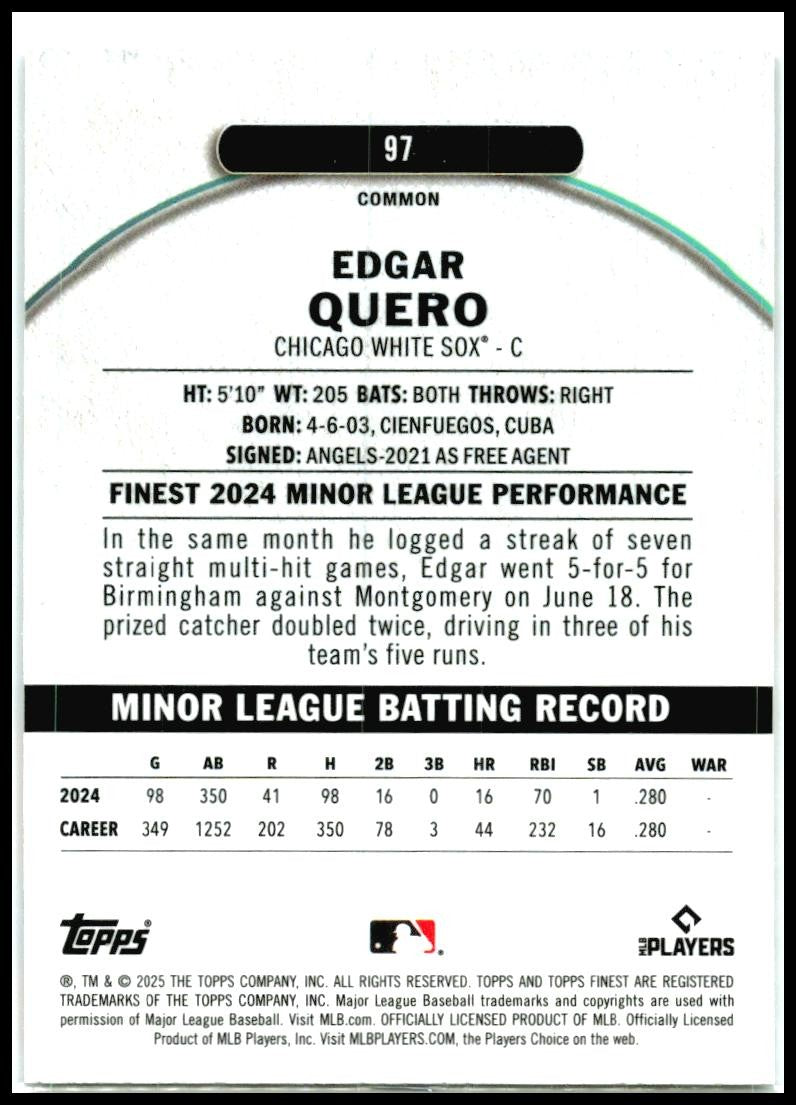 97
COMMON
EDGAR
QUERO
CHICAGO WHITE SOX® - C
HT: 5'10" WT: 205 BATS: BOTH THROWS: RIGHT
BORN: 4-6-03, CIENFUEGOS, CUBA
SIGNED: ANGELS-2021 AS FREE AGENT
FINEST 2024 MINOR LEAGUE PERFORMANCE
In the same month he logged a streak of seven
straight multi-hit games, Edgar went 5-for-5 for
Birmingham against Montgomery on June 18. The
prized catcher doubled twice, driving in three of his
team's five runs.
MINOR LEAGUE BATTING RECORD
G AB R H 2B 3B HR RBI SB AVG WAR
2024 98 350 41 98 16 0 16 70 1 .280 -
CAREER 349 1252 202 350 78 3 44 232 16 .280 -
Topps® MLB PLAYERS
®, TM & © 2025 THE TOPPS COMPANY, INC. ALL RIGHTS RESERVED. TOPPS AND TOPPS FINEST ARE REGISTERED
TRADEMARKS OF THE TOPPS COMPANY, INC. Major League Baseball trademarks and copyrights are used with
permission of Major League Baseball. Visit MLB.com. OFFICIALLY LICENSED PRODUCT OF MLB. Officially Licensed
Product of MLB Players, Inc. Visit MLBPLAYERS.COM, the Players Choice on the web.